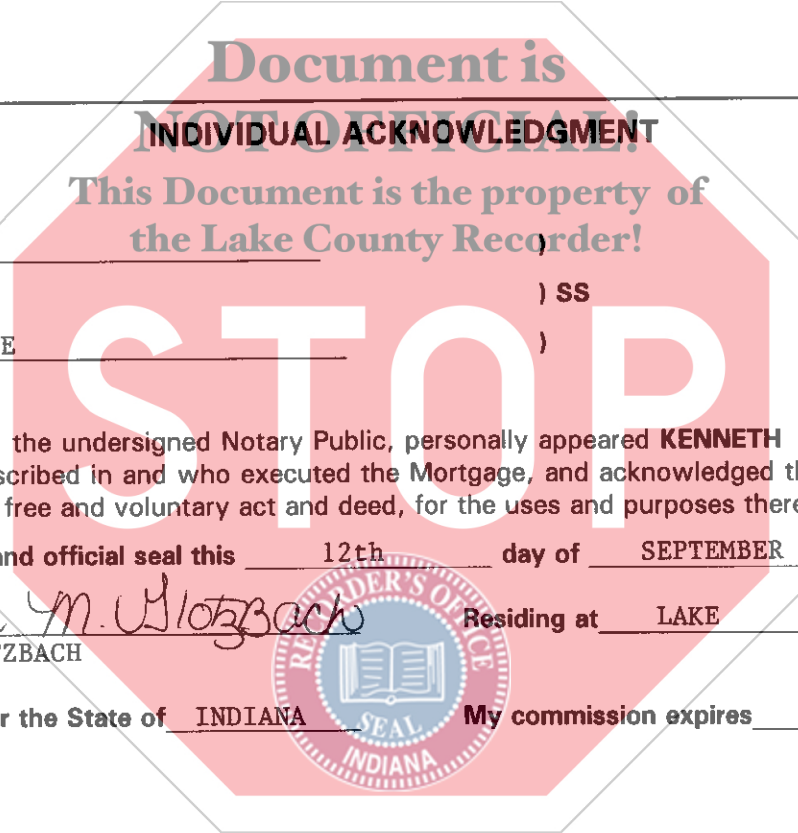 Document is
NOT OFFICIAL!
INDIVIDUAL ACKNOWLEDGMENT
This Document is the property of
the Lake County Recorder!
)
) SS
E )
STOP
the undersigned Notary Public, personally appeared KENNETH
scribed in and who executed the Mortgage, and acknowledged th
free and voluntary act and deed, for the uses and purposes there
and official seal this 12th day of SEPTEMBER
M. Glotzbach Residing at LAKE
TZBACH
r the State of INDIANA My commission expires
RECORDER'S OFFICE
SEAL
INDIANA